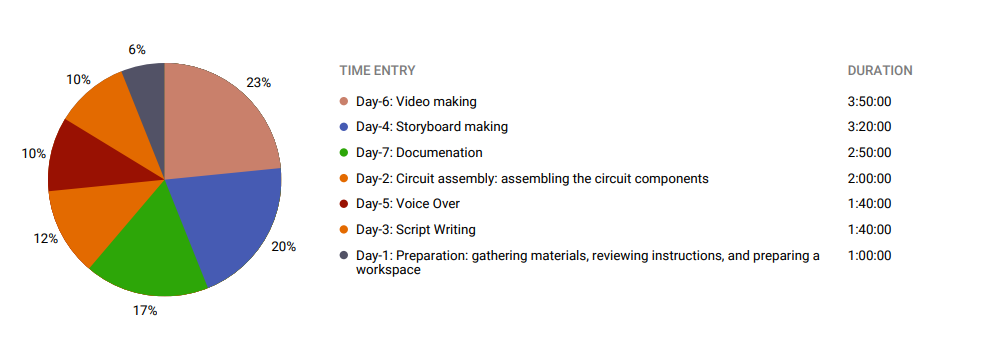 6%
10%
23%
10%
12%
20%
17%
TIME ENTRY DURATION
Day-6: Video making 3:50:00
Day-4: Storyboard making 3:20:00
Day-7: Documenation 2:50:00
Day-2: Circuit assembly: assembling the circuit components 2:00:00
Day-5: Voice Over 1:40:00
Day-3: Script Writing 1:40:00
Day-1: Preparation: gathering materials, reviewing instructions, and preparing a 1:00:00
workspace